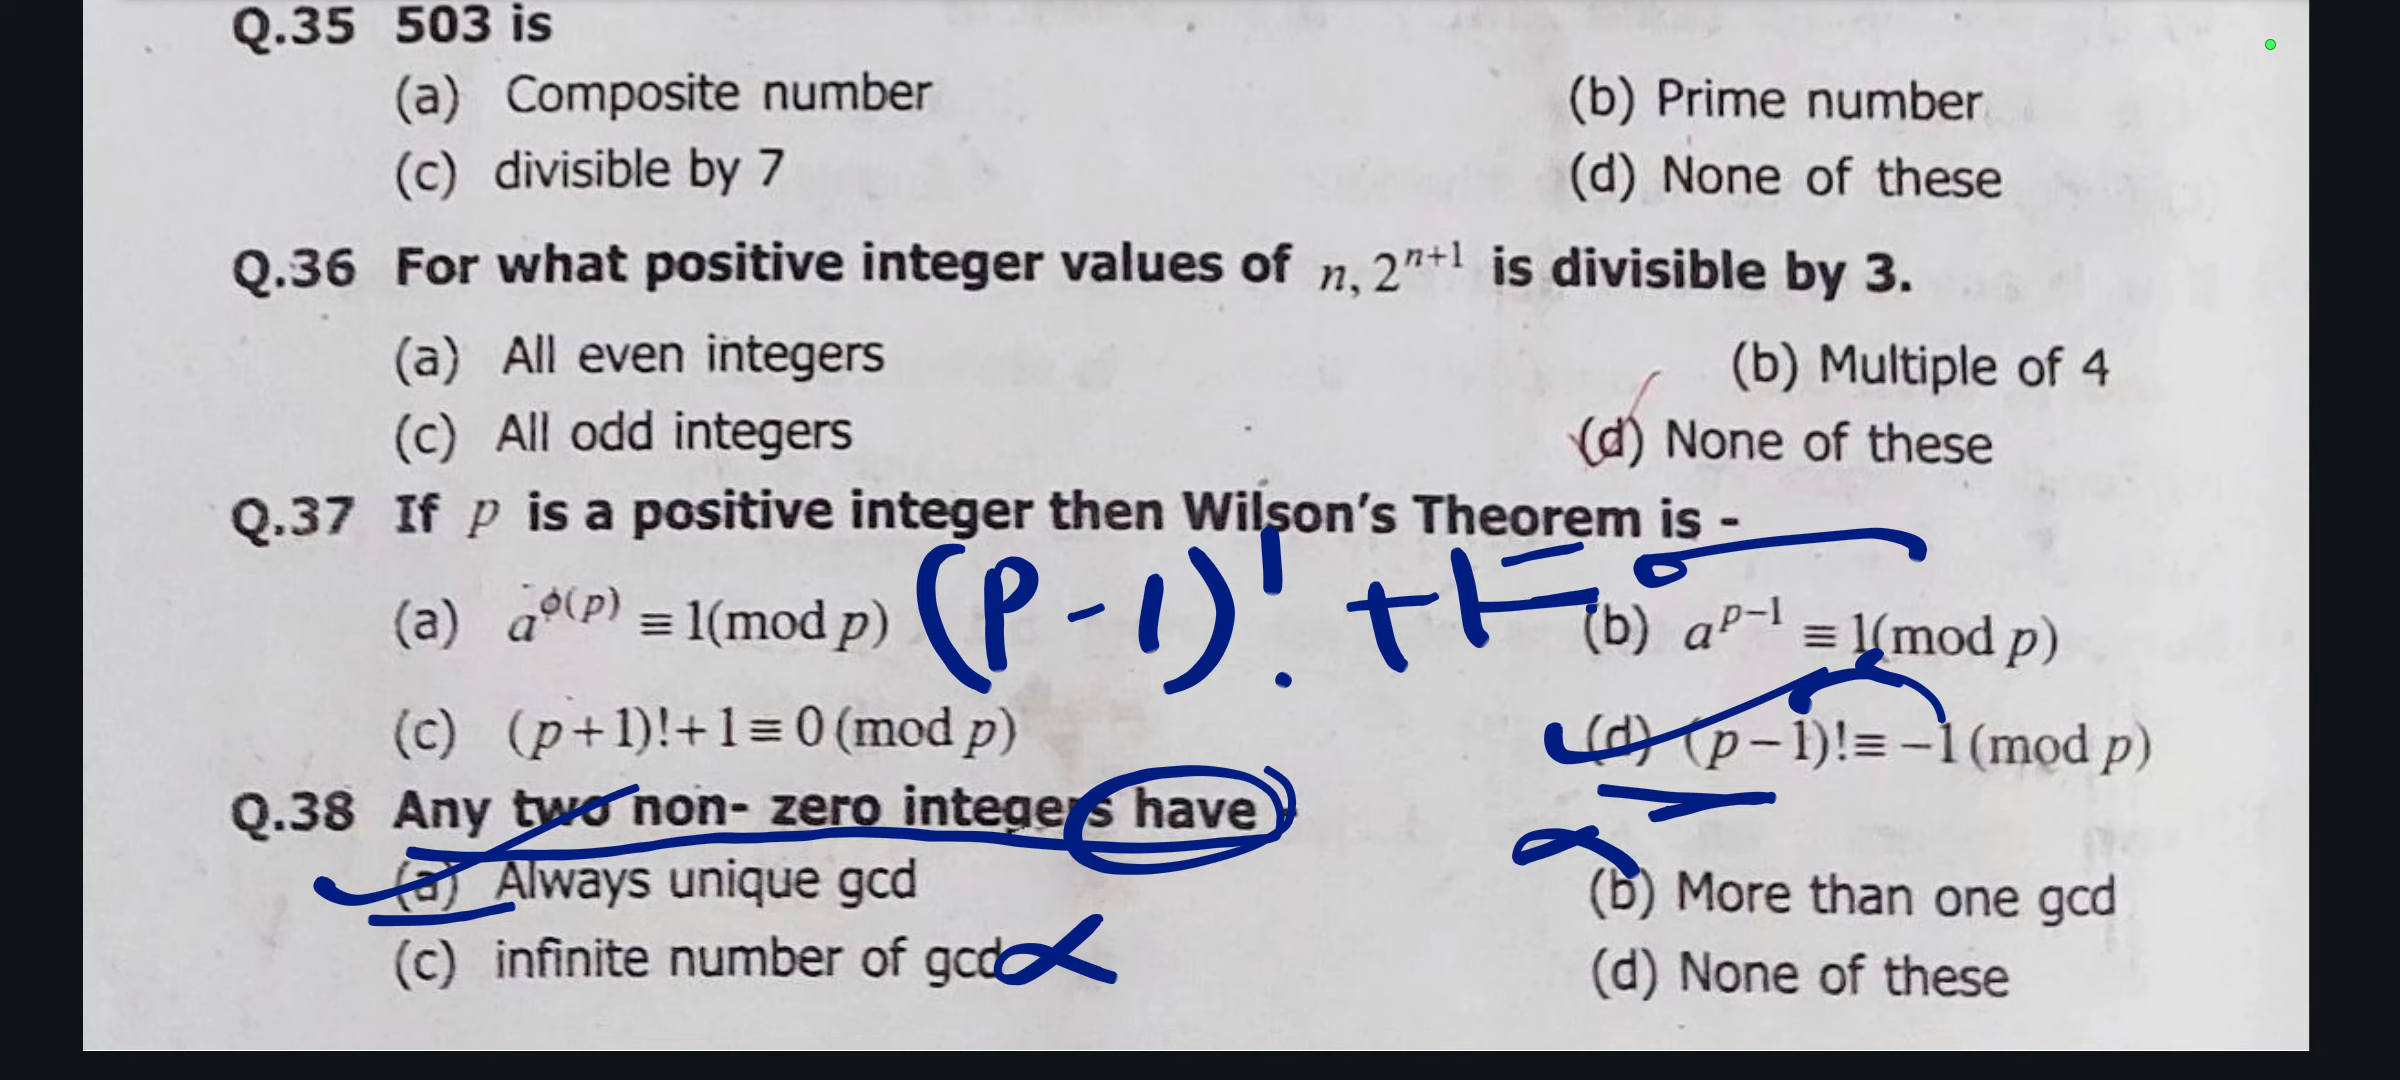 Q.35 503 is
(a) Composite number (b) Prime number
(c) divisible by 7 (d) None of these
Q.36 For what positive integer values of n, 2ⁿ⁺¹ is divisible by 3.
(a) All even integers (b) Multiple of 4
(c) All odd integers (d) None of these
Q.37 If p is a positive integer then Wilson's Theorem is -
(P-1)! +1=0
(a) a^ϕ(p) ≡ 1(mod p) (b) a^p−1 ≡ 1(mod p)
(c) (p+1)!+1≡0(mod p) (d) (p−1)!≡−1(mod p)
Q.38 Any two non- zero integers have -
(a) Always unique gcd (b) More than one gcd
(c) infinite number of gcd (d) None of these